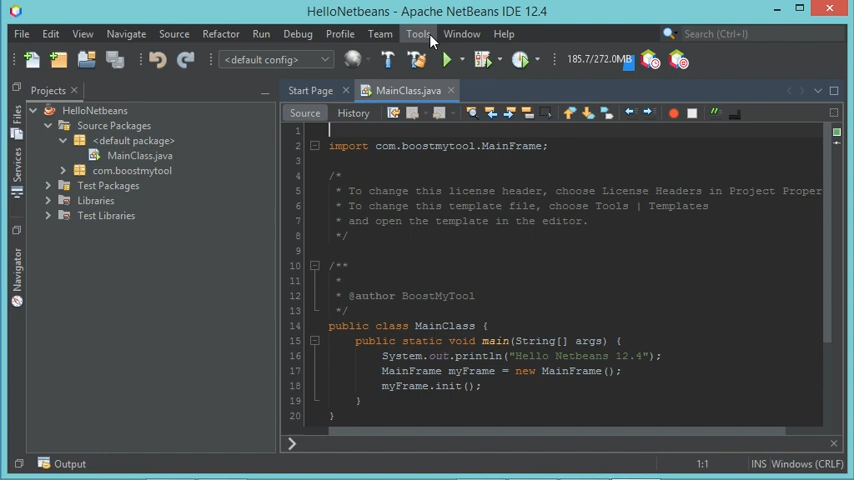 HelloNetbeans - Apache NetBeans IDE 12.4
File Edit View Navigate Source Refactor Run Debug Profile Team Tools Window Help
Search (Ctrl+I)
<default config>
185.7/272.0MB
Projects
Start Page
MainClass.java
Files
Services
Navigator
HelloNetbeans
Source Packages
<default package>
MainClass.java
com.boostmytool
Test Packages
Libraries
Test Libraries
Source History
1
2 import com.boostmytool.MainFrame;
3
4 /*
5 * To change this license header, choose License Headers in Project Proper
6 * To change this template file, choose Tools | Templates
7 * and open the template in the editor.
8 */
9
10 /**
11 *
12 * @author BoostMyTool
13 */
14 public class MainClass {
15 public static void main(String[] args) {
16 System.out.println("Hello Netbeans 12.4");
17 MainFrame myFrame = new MainFrame();
18 myFrame.init();
19 }
20 }
Output
1:1
INS
Windows (CRLF)